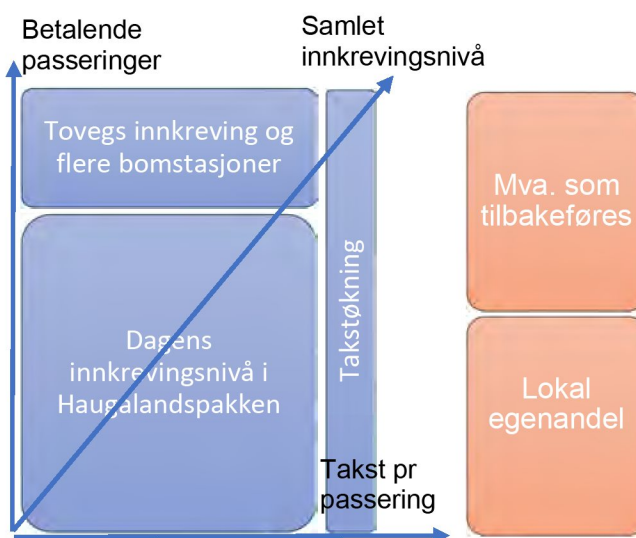 Betalende
passeringer
Samlet
innkrevingsnivå
Tovegs innkreving og
flere bomstasjoner
Takstøkning
Dagens
innkrevingsnivå i
Haugalandspakken
Takst pr
passering
Mva. som
tilbakeføres
Lokal
egenandel